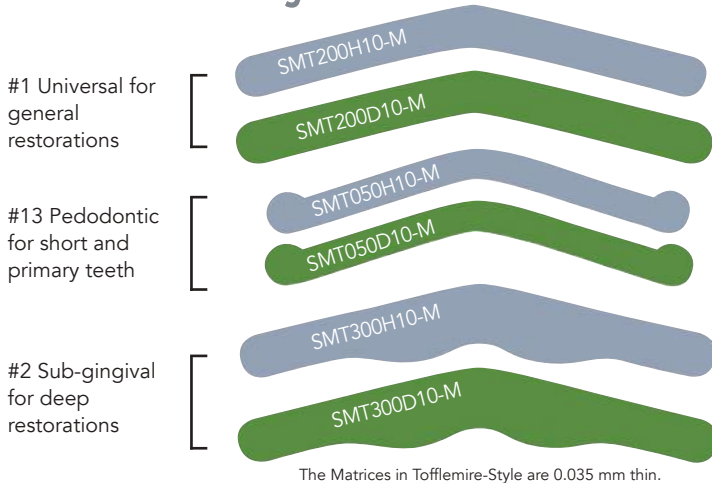 SMT200H10-M
#1 Universal for
general
restorations
SMT200D10-M
SMT050H10-M
#13 Pedodontic
for short and
primary teeth
SMT050D10-M
SMT300H10-M
#2 Sub-gingival
for deep
restorations
SMT300D10-M
The Matrices in Tofflemire-Style are 0.035 mm thin.